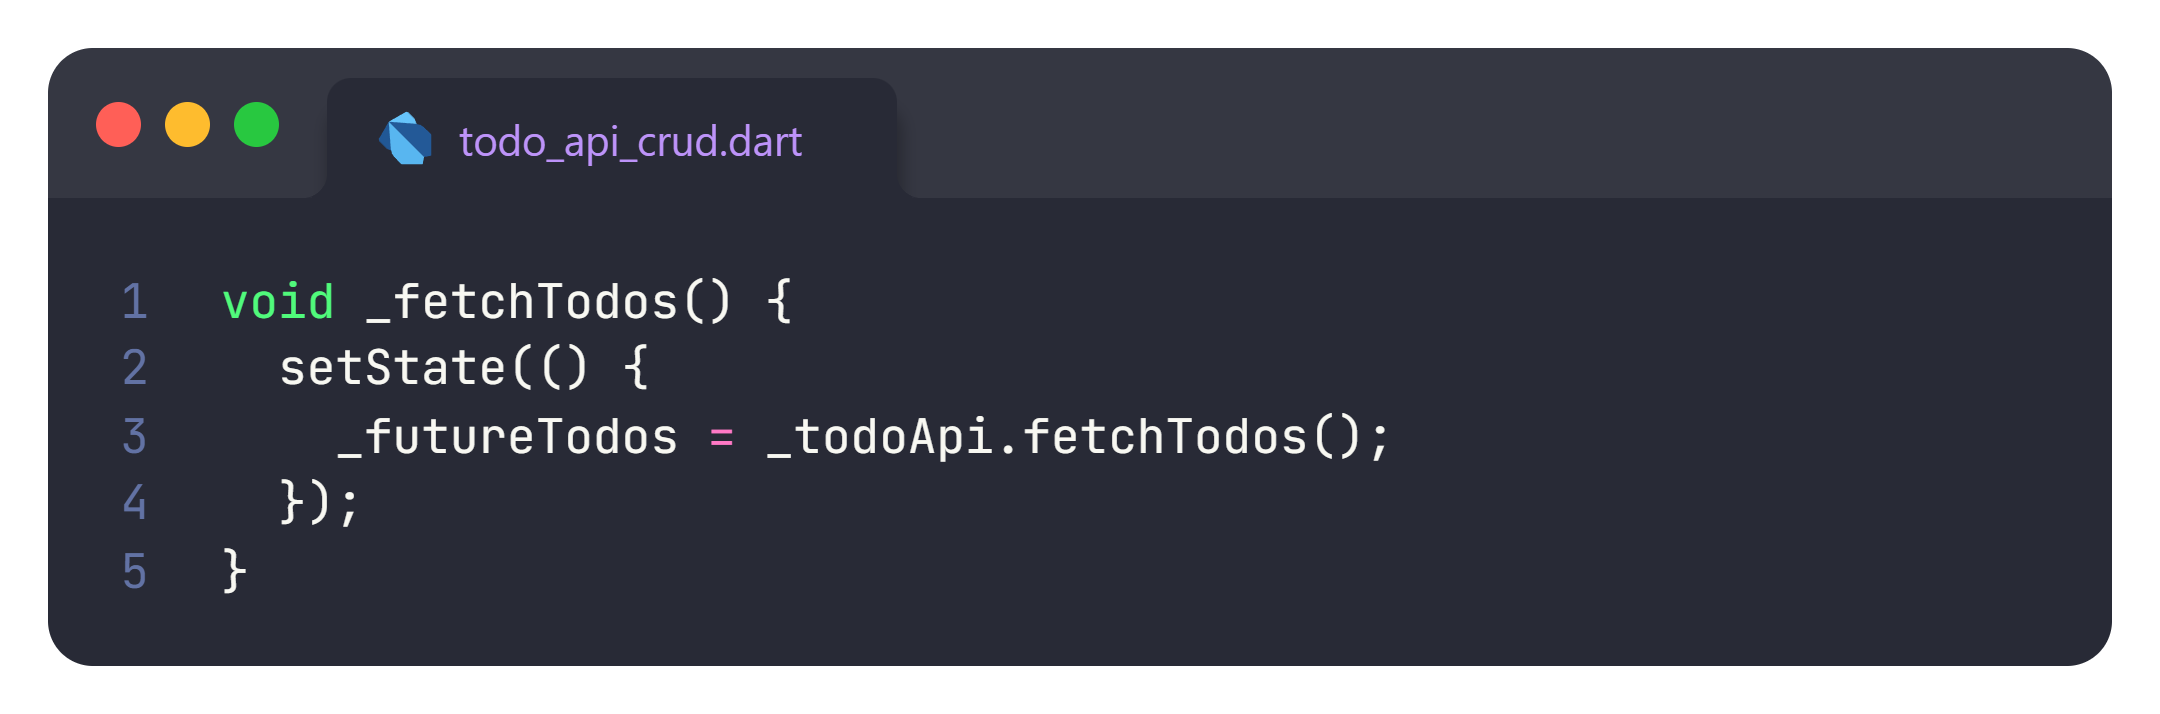 todo_api_crud.dart
1 void _fetchTodos() {
2   setState(() {
3     _futureTodos = _todoApi.fetchTodos();
4   });
5 }